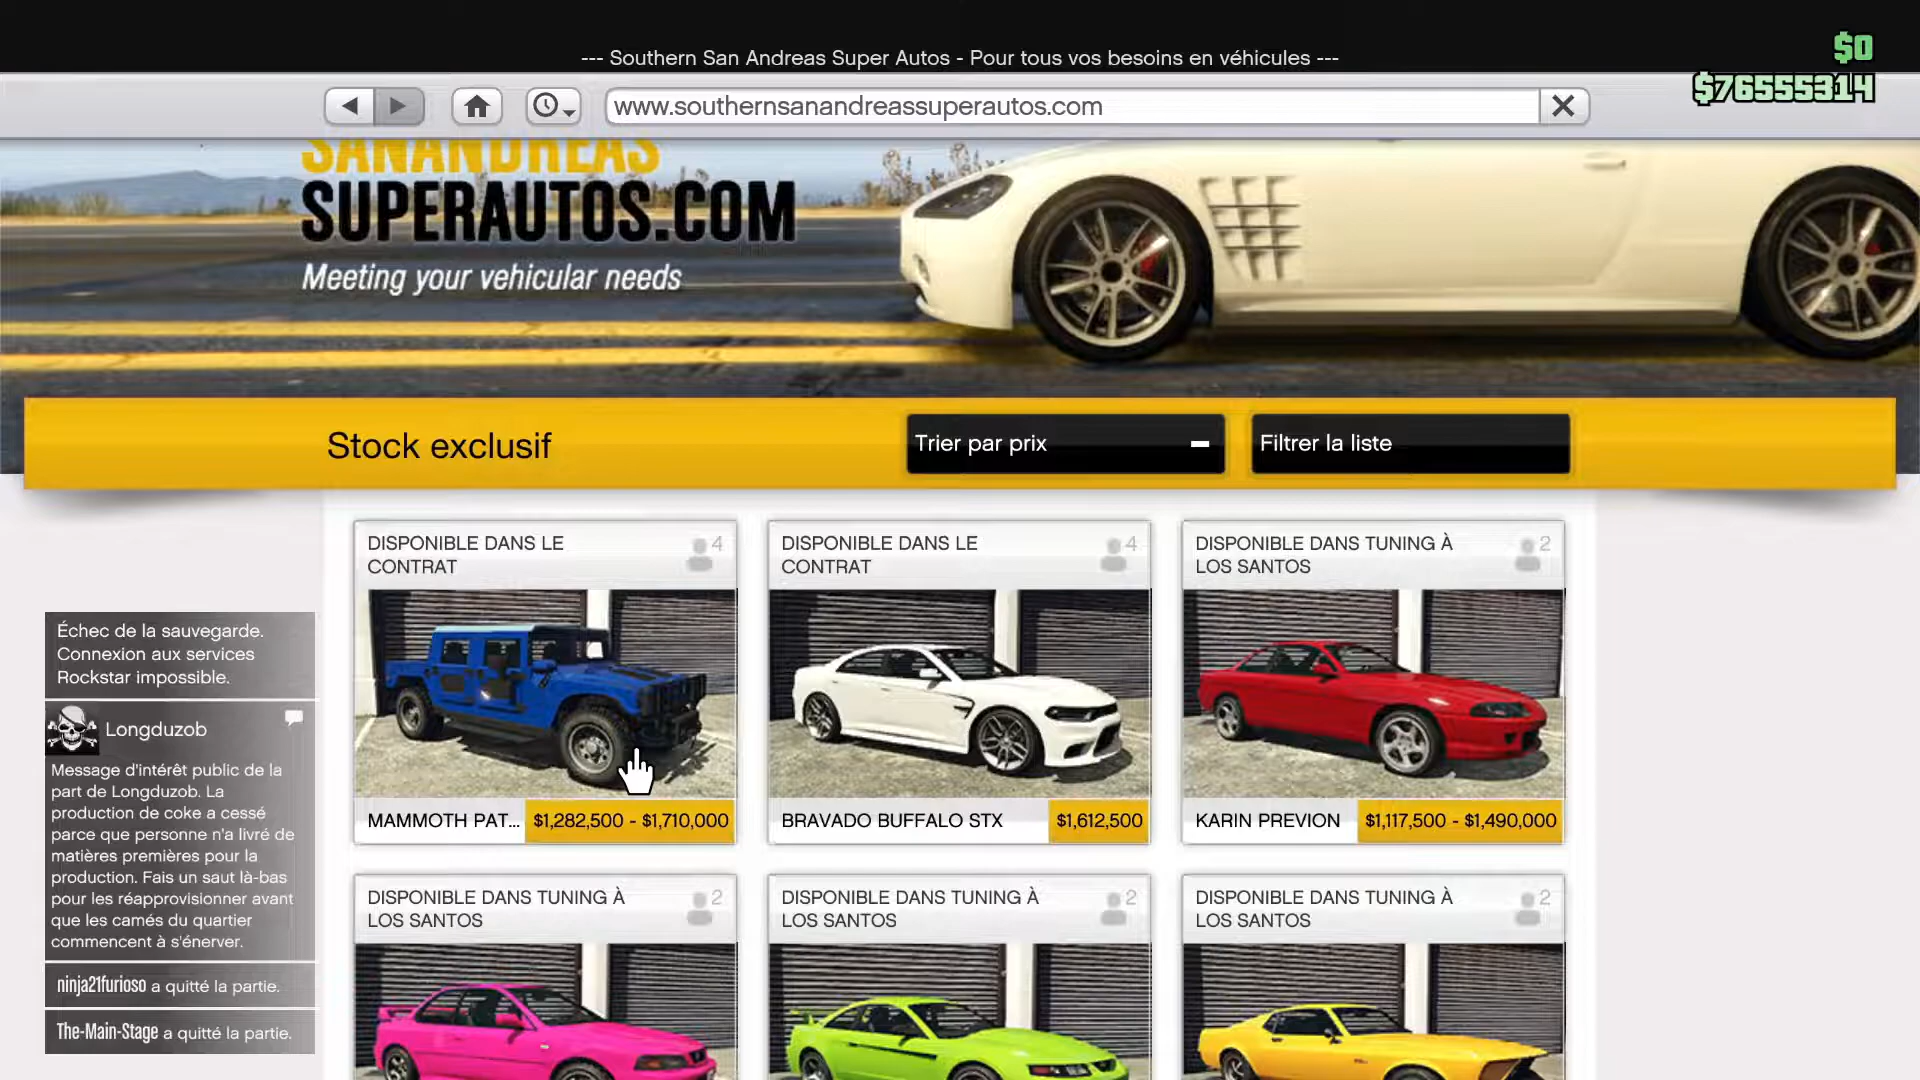 --- Southern San Andreas Super Autos - Pour tous vos besoins en véhicules ---
$0
$76555314
www.southernsanandreassuperautos.com
SANANDREAS
SUPERAUTOS.COM
Meeting your vehicular needs
Stock exclusif
Trier par prix
Filtrer la liste
DISPONIBLE DANS LE
CONTRAT
4
MAMMOTH PAT...
$1,282,500 - $1,710,000
DISPONIBLE DANS LE
CONTRAT
4
BRAVADO BUFFALO STX
$1,612,500
DISPONIBLE DANS TUNING À
LOS SANTOS
2
KARIN PREVION
$1,117,500 - $1,490,000
DISPONIBLE DANS TUNING À
LOS SANTOS
2
DISPONIBLE DANS TUNING À
LOS SANTOS
2
DISPONIBLE DANS TUNING À
LOS SANTOS
2
Échec de la sauvegarde.
Connexion aux services
Rockstar impossible.
Longduzob
Message d'intérêt public de la
part de Longduzob. La
production de coke a cessé
parce que personne n'a livré de
matières premières pour la
production. Fais un saut là-bas
pour les réapprovisionner avant
que les camés du quartier
commencent à s'énerver.
ninja21furioso a quitté la partie.
The-Main-Stage a quitté la partie.